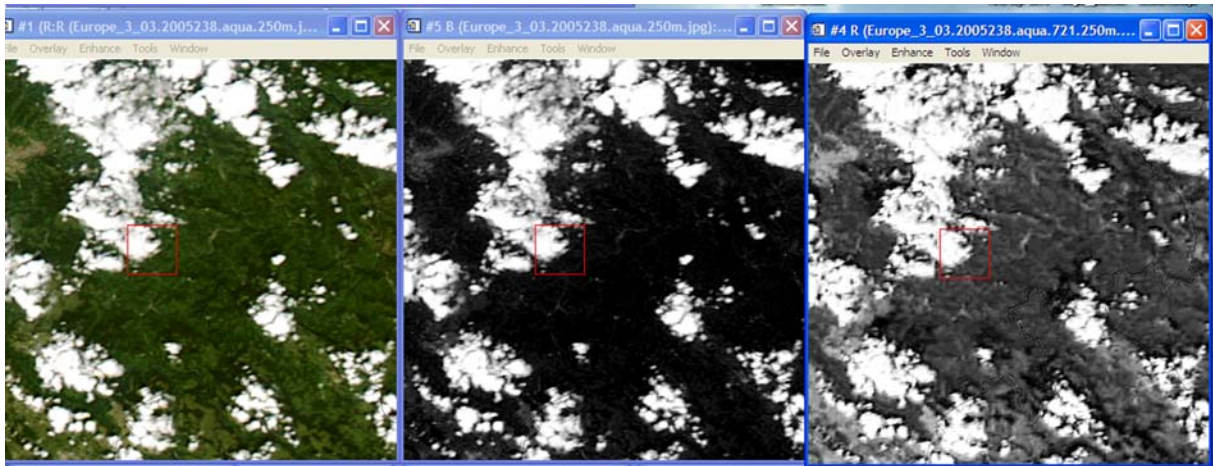 #1 (R:R (Europe_3_03.2005238.aqua.250m.j...
File Overlay Enhance Tools Window
#5 B (Europe_3_03.2005238.aqua.250m.jpg):...
File Overlay Enhance Tools Window
#4 R (Europe_3_03.2005238.aqua.721.250m....
File Overlay Enhance Tools Window